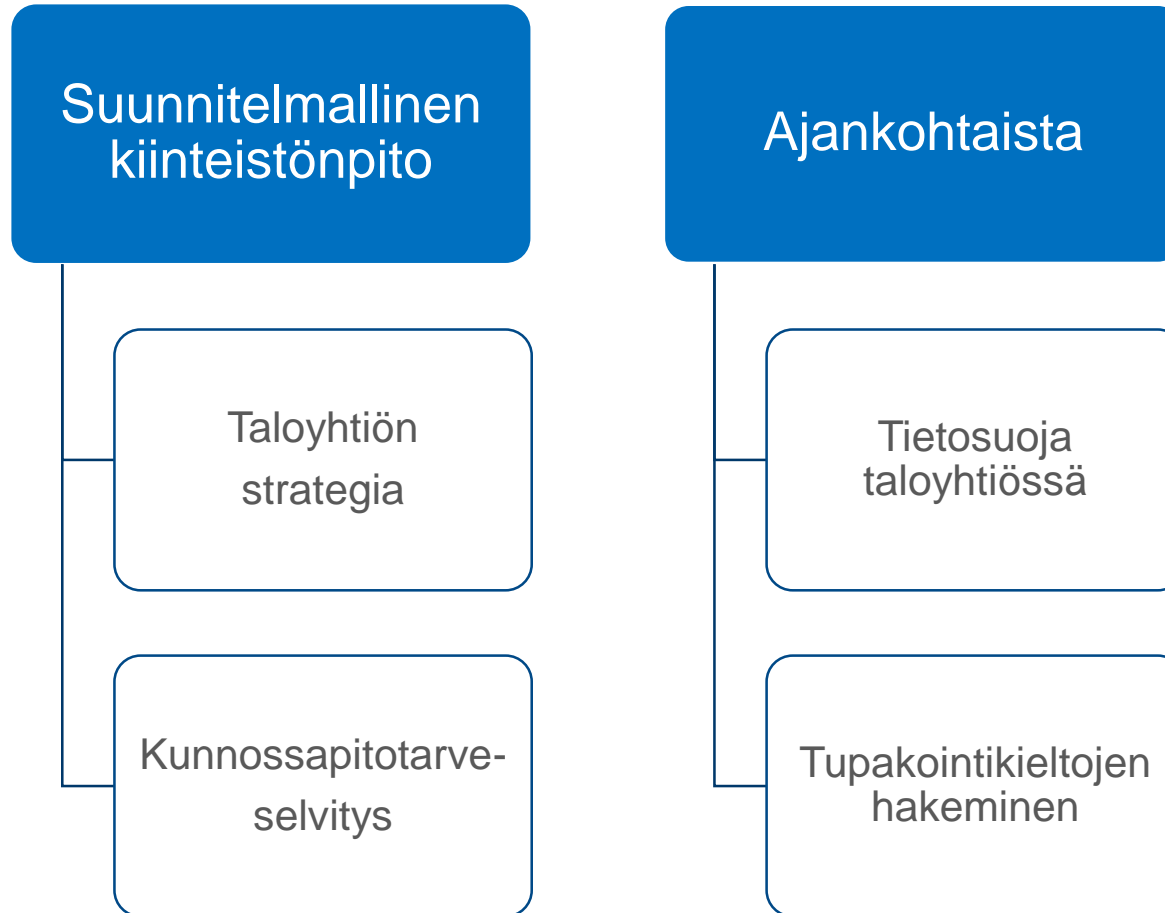 Suunnitelmallinen
kiinteistönpito
Taloyhtiön
strategia
Kunnossapitotarve-
selvitys
Ajankohtaista
Tietosuoja
taloyhtiössä
Tupakointikieltojen
hakeminen